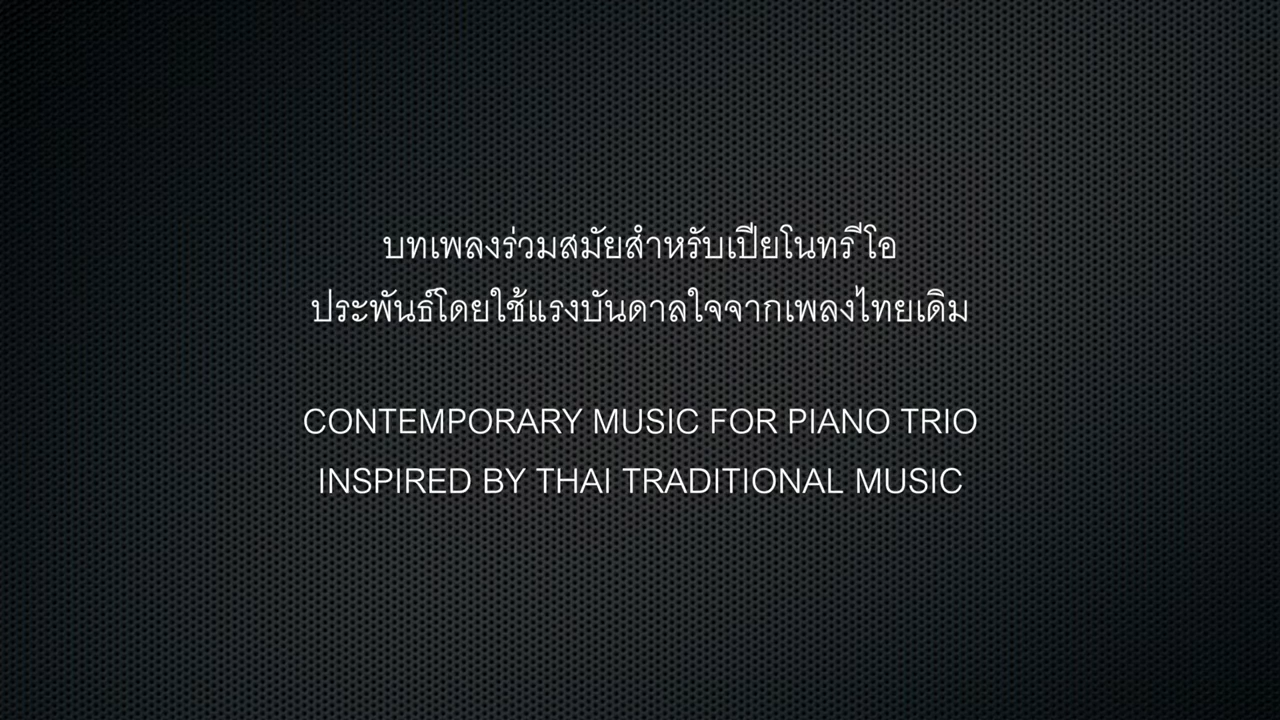 บทเพลงร่วมสมัยสำหรับเปียโนทรีโอ
ประพันธ์โดยใช้แรงบันดาลใจจากเพลงไทยเดิม
CONTEMPORARY MUSIC FOR PIANO TRIO
INSPIRED BY THAI TRADITIONAL MUSIC